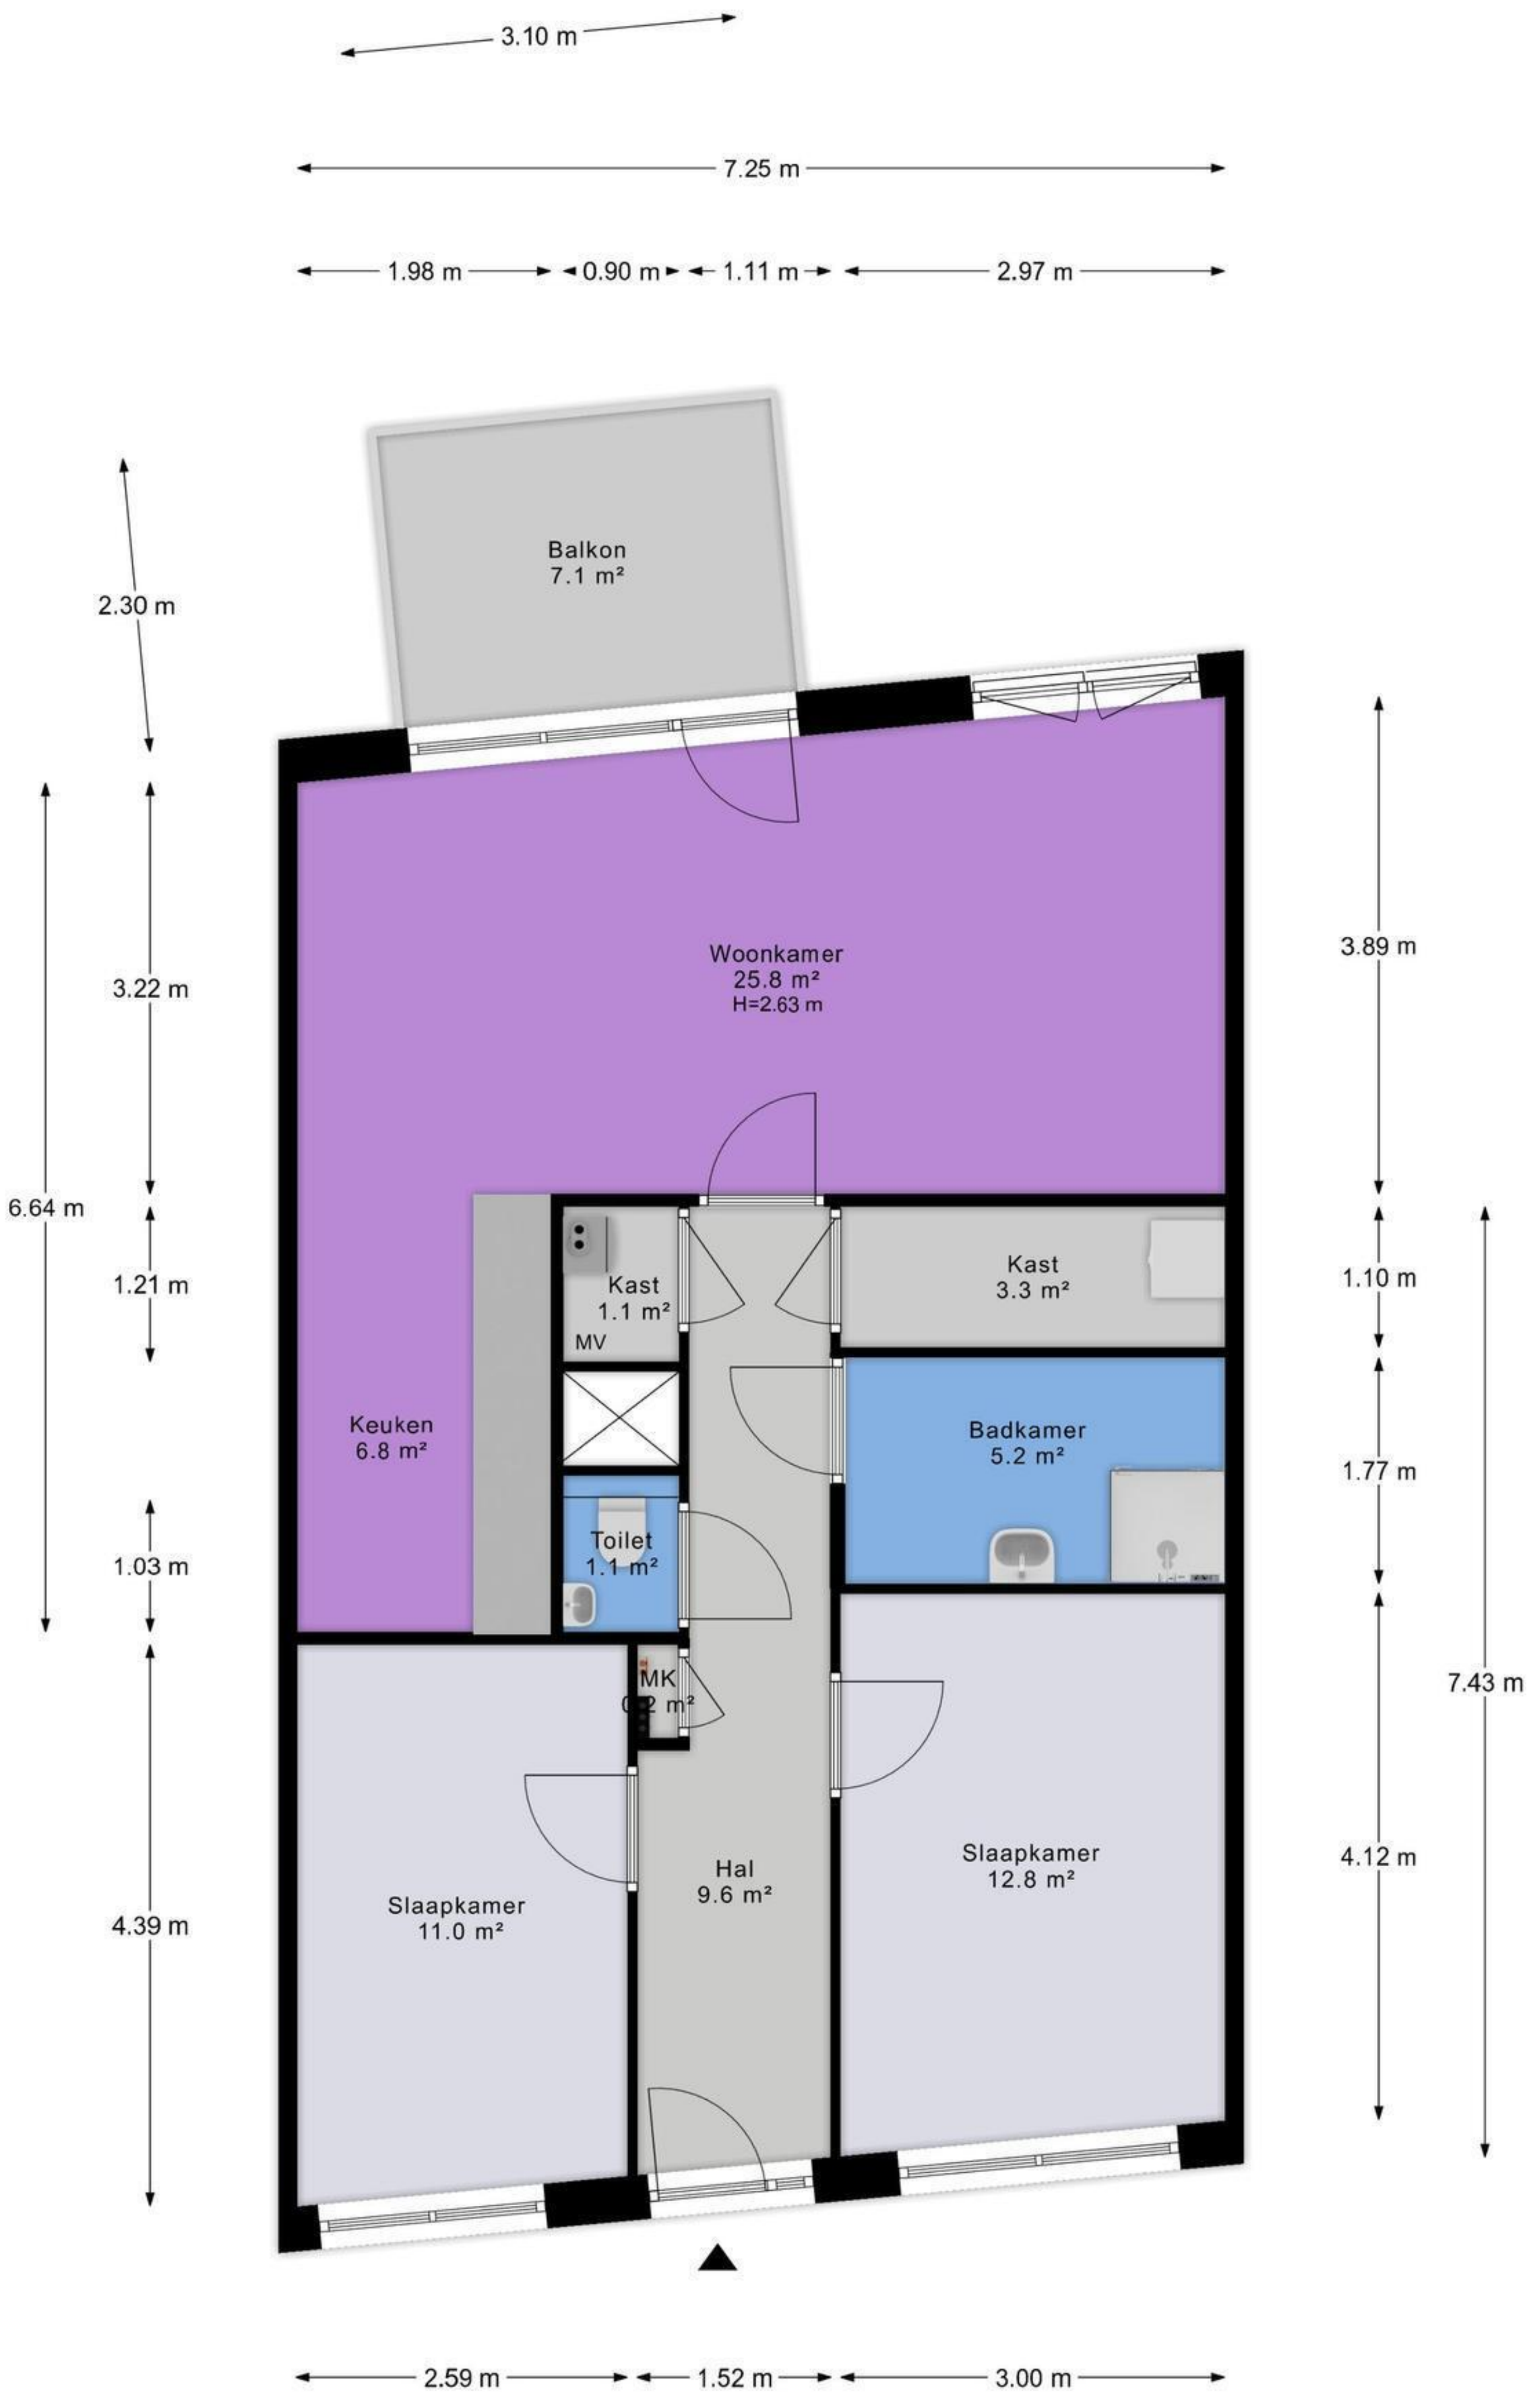 3.10 m
7.25 m
1.98 m
0.90 m
1.11 m
2.97 m
Balkon
7.1 m²
2.30 m
Woonkamer
25.8 m²
H=2.63 m
3.22 m
3.89 m
6.64 m
Kast
1.1 m²
MV
Kast
3.3 m²
1.21 m
1.10 m
Keuken
6.8 m²
Badkamer
5.2 m²
1.77 m
Toilet
1.1 m²
1.03 m
MK
0.2 m²
7.43 m
Slaapkamer
12.8 m²
4.12 m
Hal
9.6 m²
Slaapkamer
11.0 m²
4.39 m
2.59 m
1.52 m
3.00 m